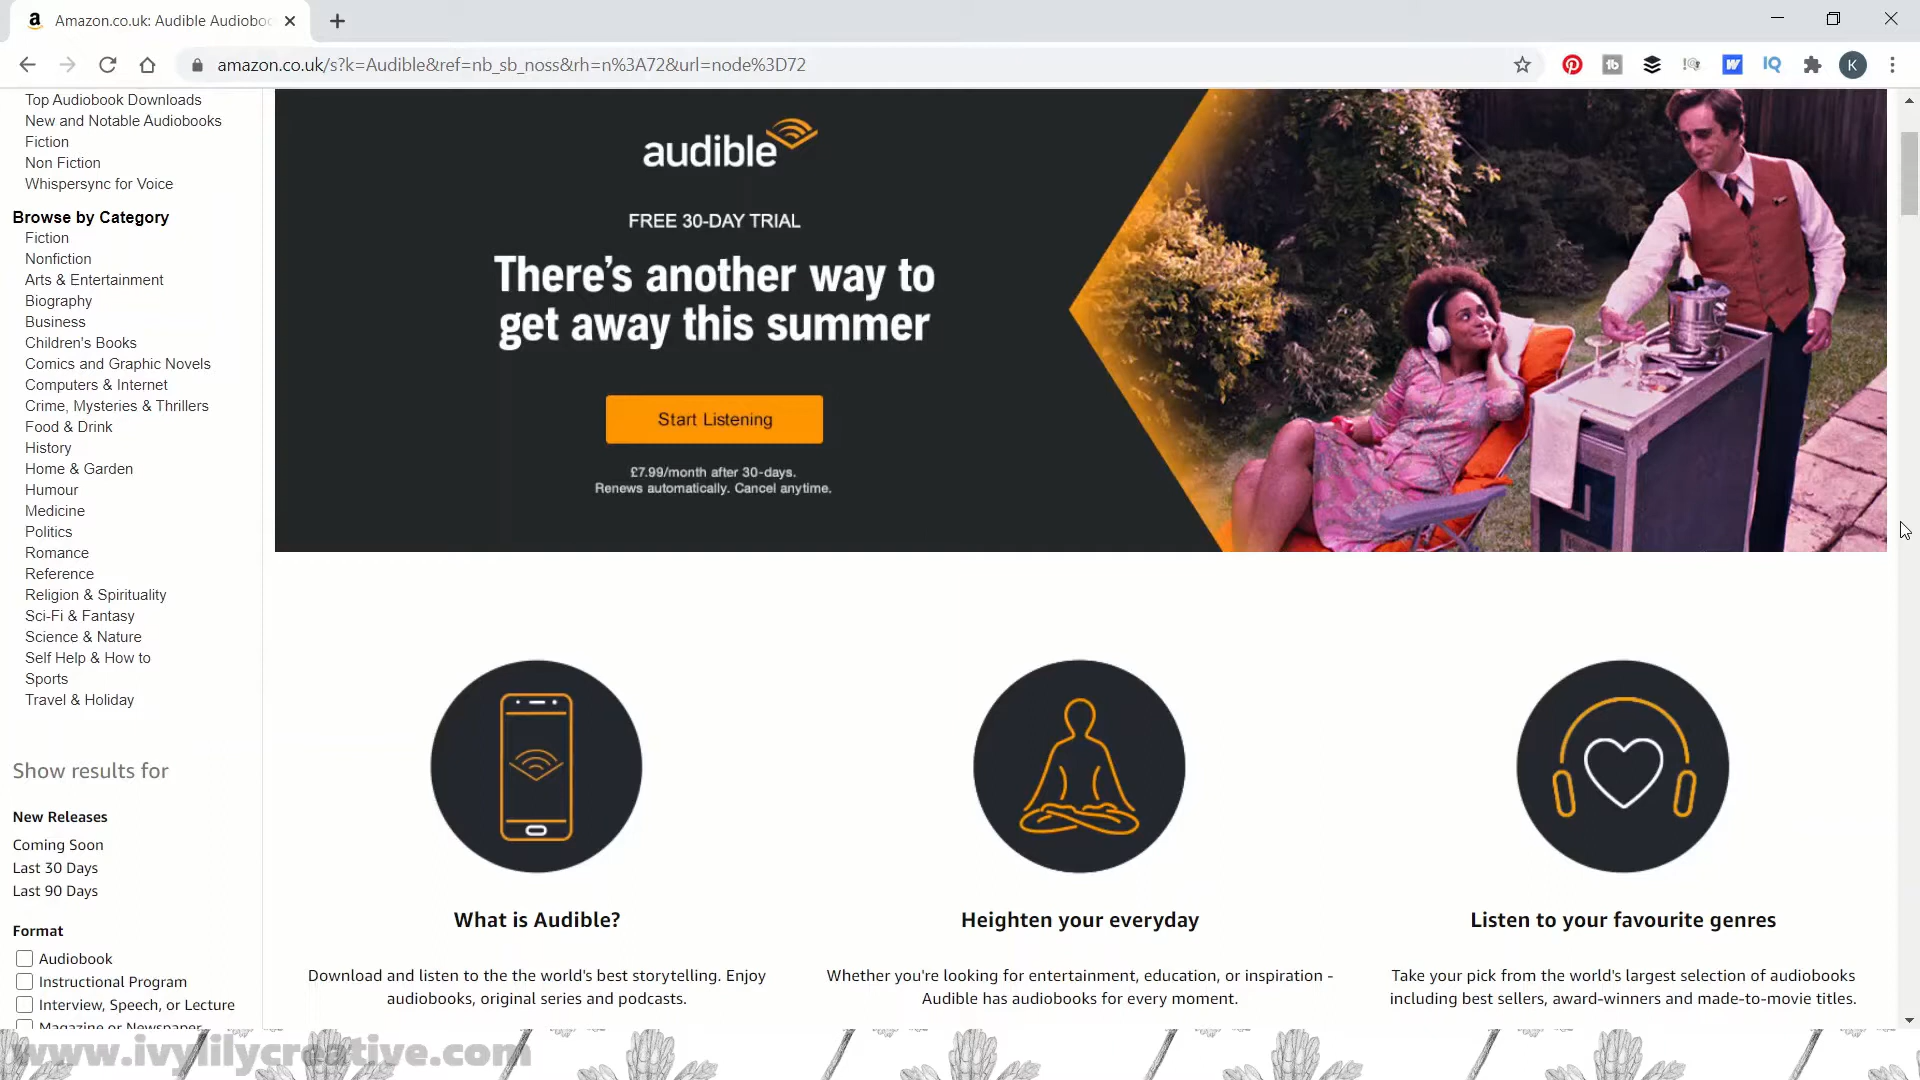 Amazon.co.uk: Audible Audioboo
amazon.co.uk/s?k=Audible&ref=nb_sb_noss&rh=n%3A72&url=node%3D72
K
Top Audiobook Downloads
New and Notable Audiobooks
Fiction
Non Fiction
Whispersync for Voice
Browse by Category
Fiction
Nonfiction
Arts & Entertainment
Biography
Business
Children's Books
Comics and Graphic Novels
Computers & Internet
Crime, Mysteries & Thrillers
Food & Drink
History
Home & Garden
Humour
Medicine
Politics
Romance
Reference
Religion & Spirituality
Sci-Fi & Fantasy
Science & Nature
Self Help & How to
Sports
Travel & Holiday
Show results for
New Releases
Coming Soon
Last 30 Days
Last 90 Days
Format
Audiobook
Instructional Program
Interview, Speech, or Lecture
Magazine or Newspaper
audible
FREE 30-DAY TRIAL
There's another way to
get away this summer
Start Listening
£7.99/month after 30-days.
Renews automatically. Cancel anytime.
What is Audible?
Download and listen to the the world's best storytelling. Enjoy
audiobooks, original series and podcasts.
Heighten your everyday
Whether you're looking for entertainment, education, or inspiration -
Audible has audiobooks for every moment.
Listen to your favourite genres
Take your pick from the world's largest selection of audiobooks
including best sellers, award-winners and made-to-movie titles.
www.ivylilycreative.com